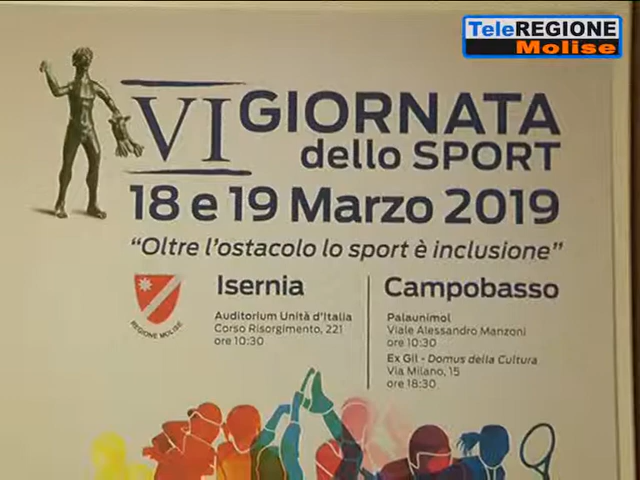 TeleREGIONE
Molise
VI GIORNATA
dello SPORT
18 e 19 Marzo 2019
“Oltre l'ostacolo lo sport è inclusione”
REGIONE MOLISE
Isernia
Auditorium Unità d'Italia
Corso Risorgimento, 221
ore 10:30
Campobasso
Palaunimol
Viale Alessandro Manzoni
ore 10:30
Ex Gil - Domus della Cultura
Via Milano, 15
ore 18:30